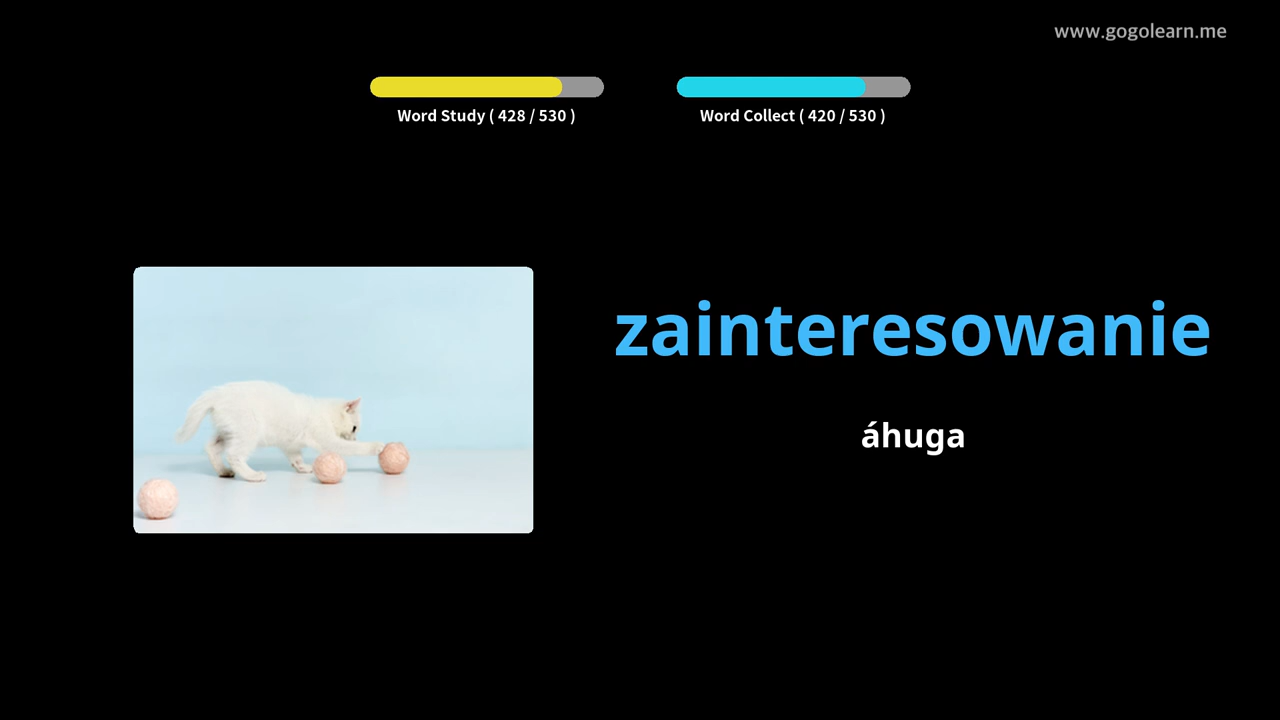 www.gogolearn.me
Word Study ( 428 / 530 )
Word Collect ( 420 / 530 )
zainteresowanie
áhuga